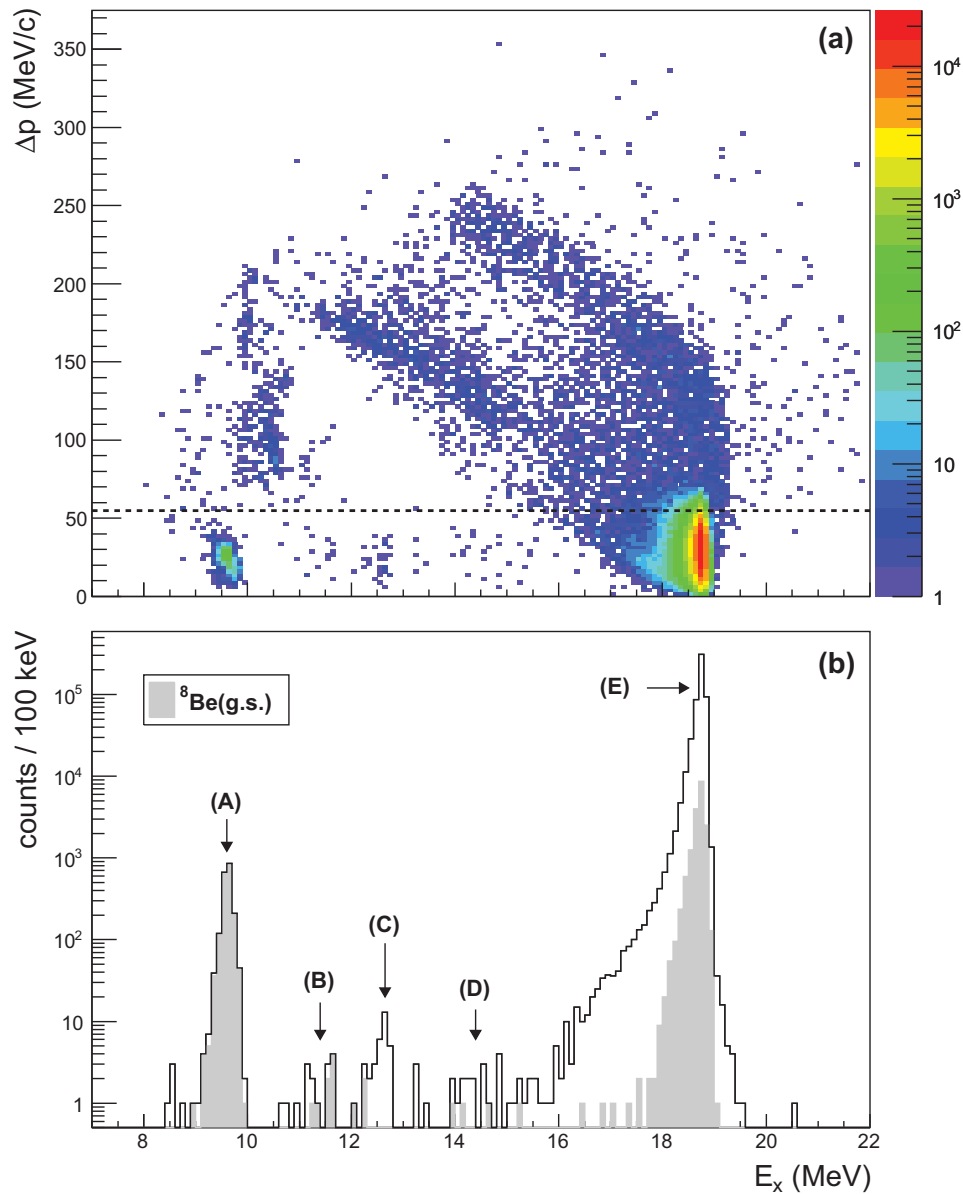 (a)
Δp (MeV/c)
350
300
250
200
150
100
50
0
10⁴
10³
10²
10
1
(b)
⁸Be(g.s.)
(A)
(B)
(C)
(D)
(E)
counts / 100 keV
10⁵
10⁴
10³
10²
10
1
8 10 12 14 16 18 20 22
Eₓ (MeV)